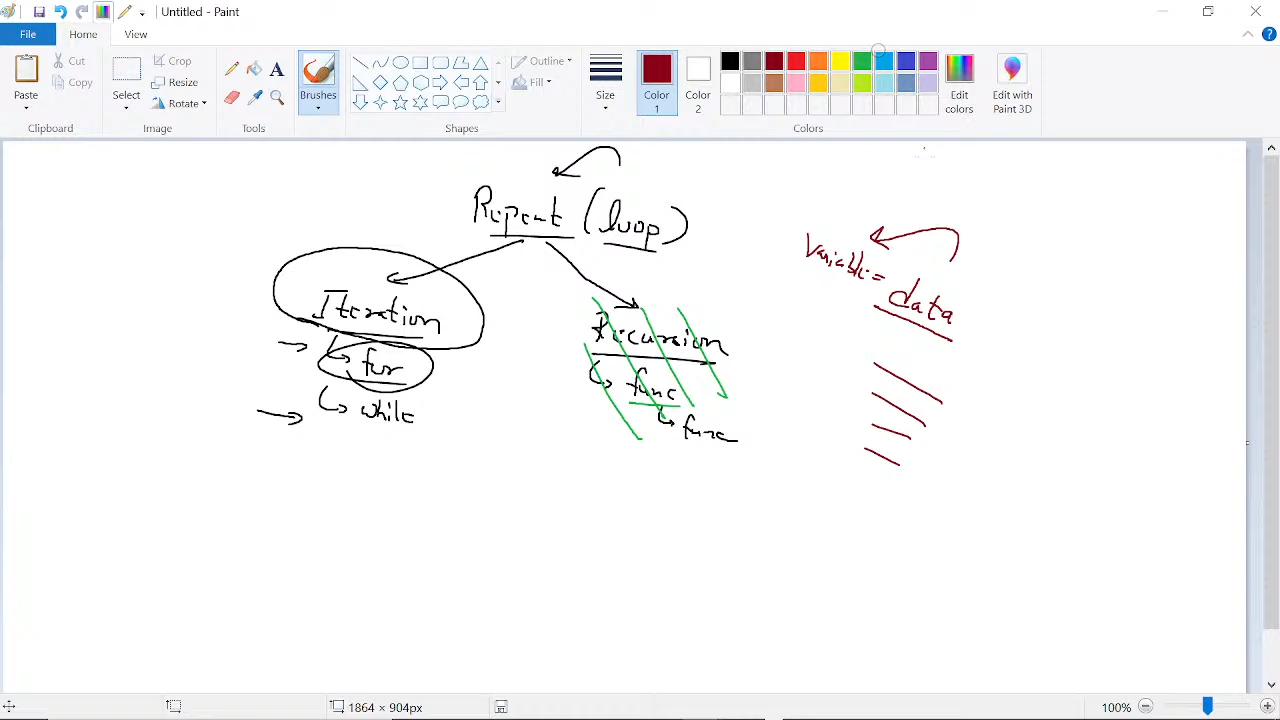 Untitled - Paint
File
Home
View
Paste
Cut
Copy
Clipboard
Select
Rotate
Image
Tools
Brushes
Outline
Fill
Shapes
Size
Color
1
Color
2
Edit
colors
Edit with
Paint 3D
Colors
Repeat (loop)
Variable =
data
Iteration
Recursion
for
func
while
func
1864 × 904px
100%